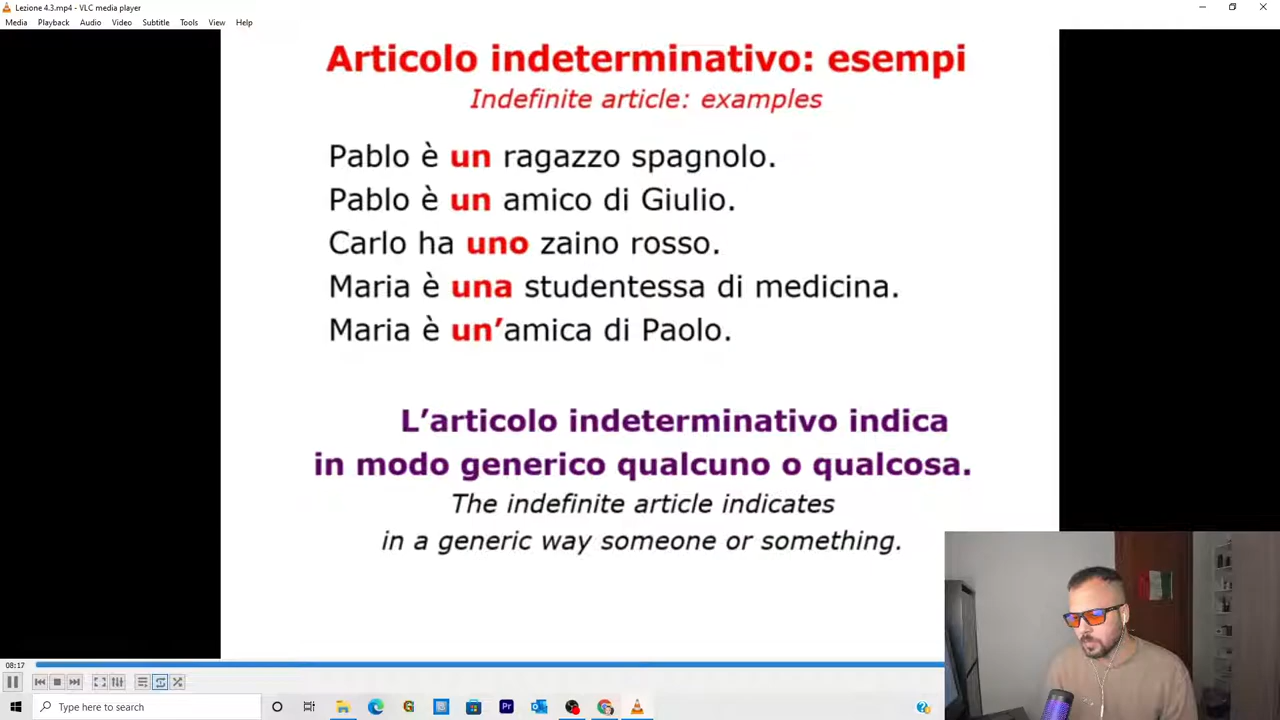 Lezione 4.3.mp4 - VLC media player
Media Playback Audio Video Subtitle Tools View Help
Articolo indeterminativo: esempi
Indefinite article: examples
Pablo è un ragazzo spagnolo.
Pablo è un amico di Giulio.
Carlo ha uno zaino rosso.
Maria è una studentessa di medicina.
Maria è un’amica di Paolo.
L’articolo indeterminativo indica
in modo generico qualcuno o qualcosa.
The indefinite article indicates
in a generic way someone or something.
08:17
Type here to search